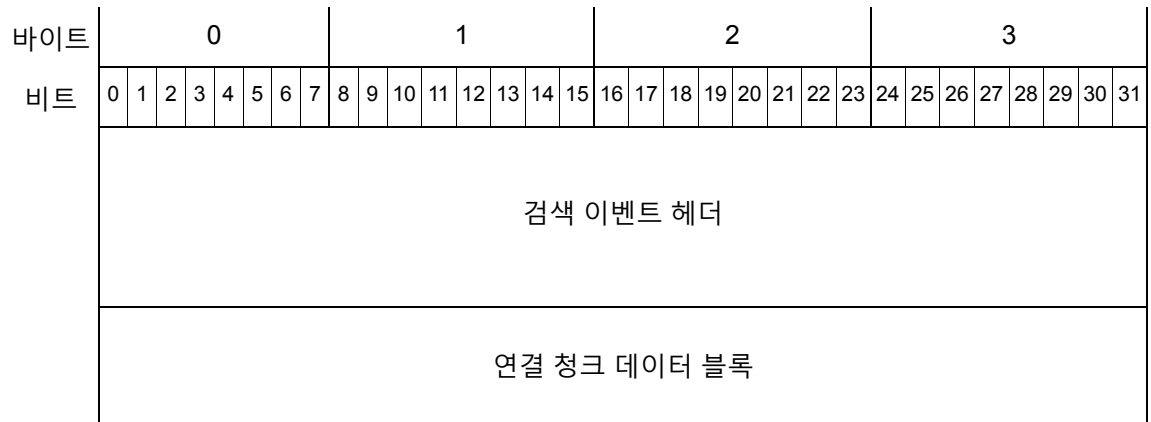 바이트 0 1 2 3
비트 0 1 2 3 4 5 6 7 8 9 10 11 12 13 14 15 16 17 18 19 20 21 22 23 24 25 26 27 28 29 30 31
검색 이벤트 헤더
연결 청크 데이터 블록